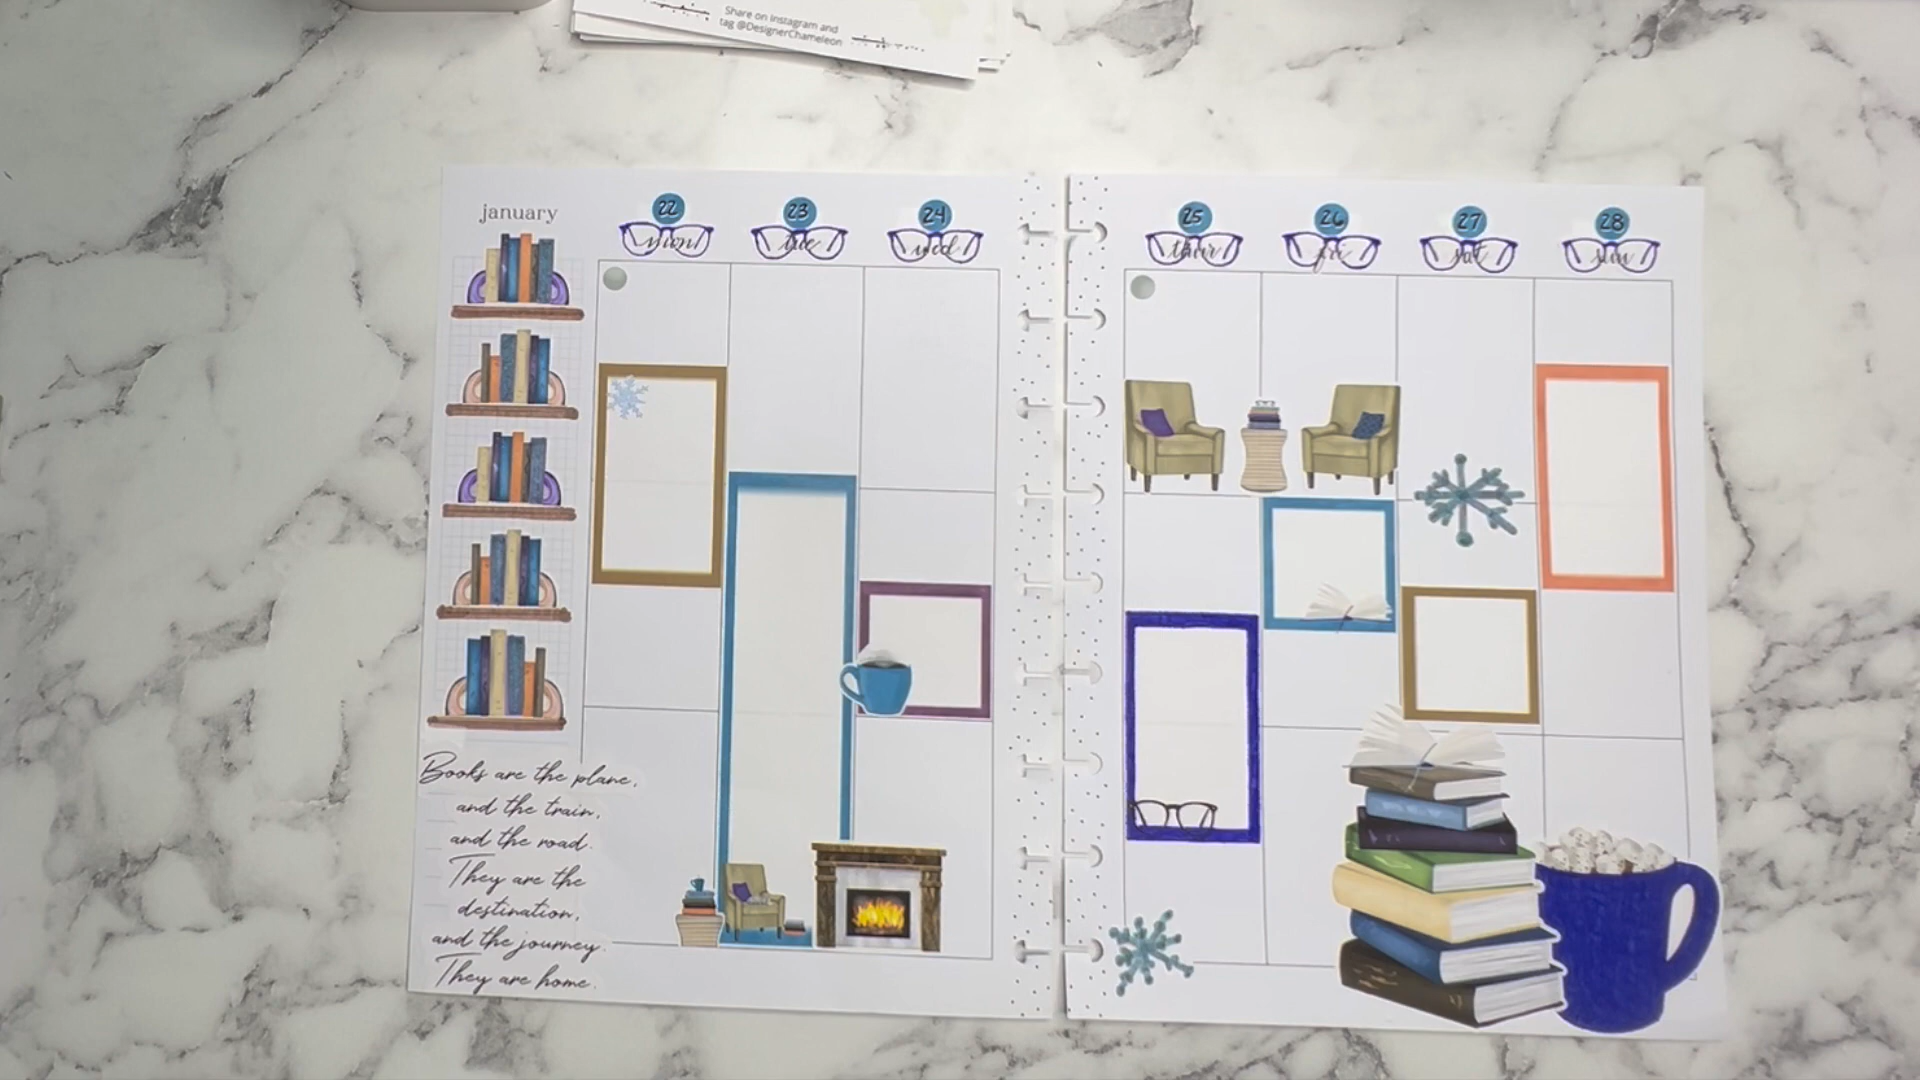 Share on Instagram and
tag @DesignerChameleon
january
22 23 24 25 26 27 28
mon tue wed thur fri sat sun
Books are the plane,
and the train,
and the road.
They are the
destination,
and the journey.
They are home.